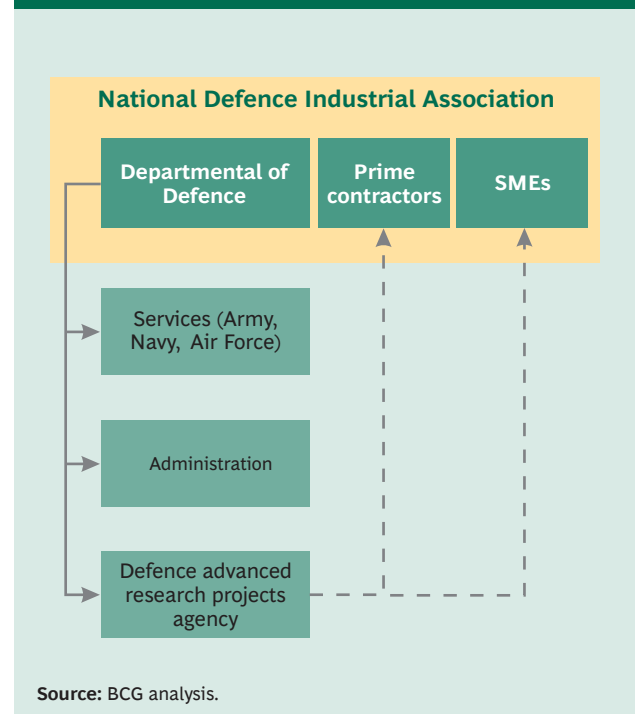 National Defence Industrial Association
Departmental of
Defence
Prime
contractors
SMEs
Services (Army,
Navy, Air Force)
Administration
Defence advanced
research projects
agency
Source: BCG analysis.